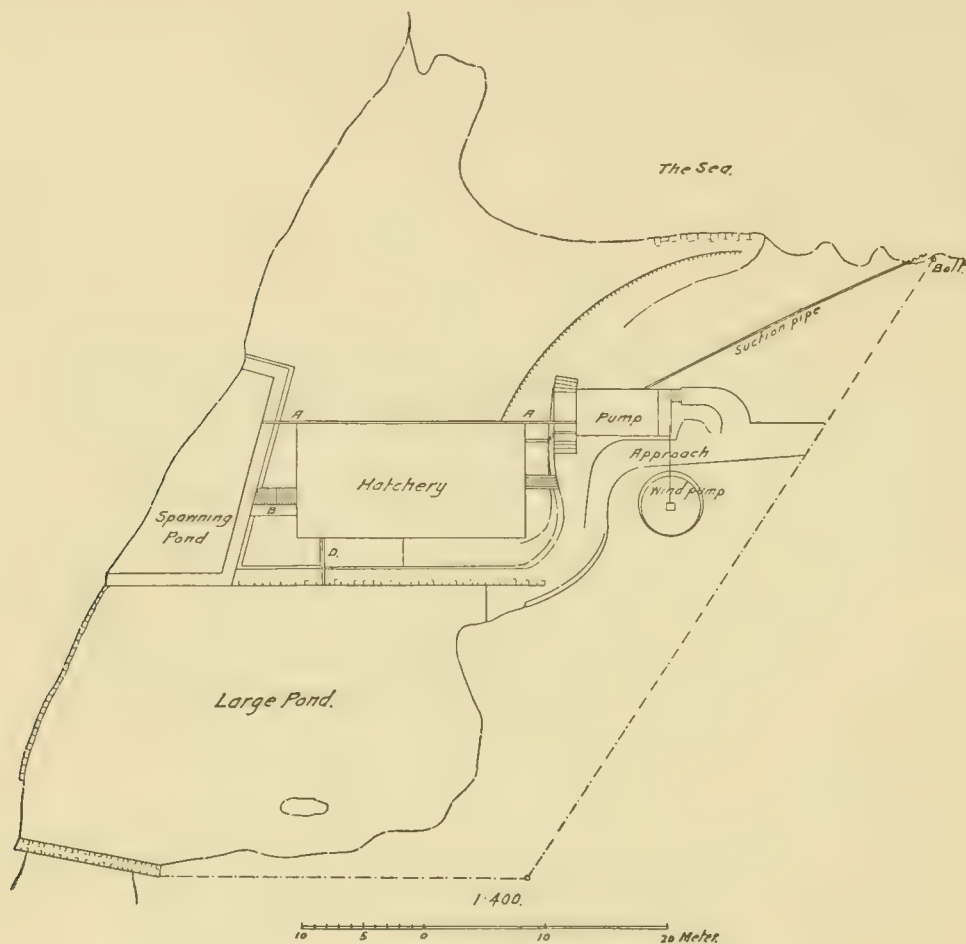 The Sea.
Bolt.
Suction pipe
A
A
Pump
Approach
Hatchery
Wind pump
Spawning
Pond
B
D.
Large Pond.
1:400.
10 5 0 10 20 Meter.